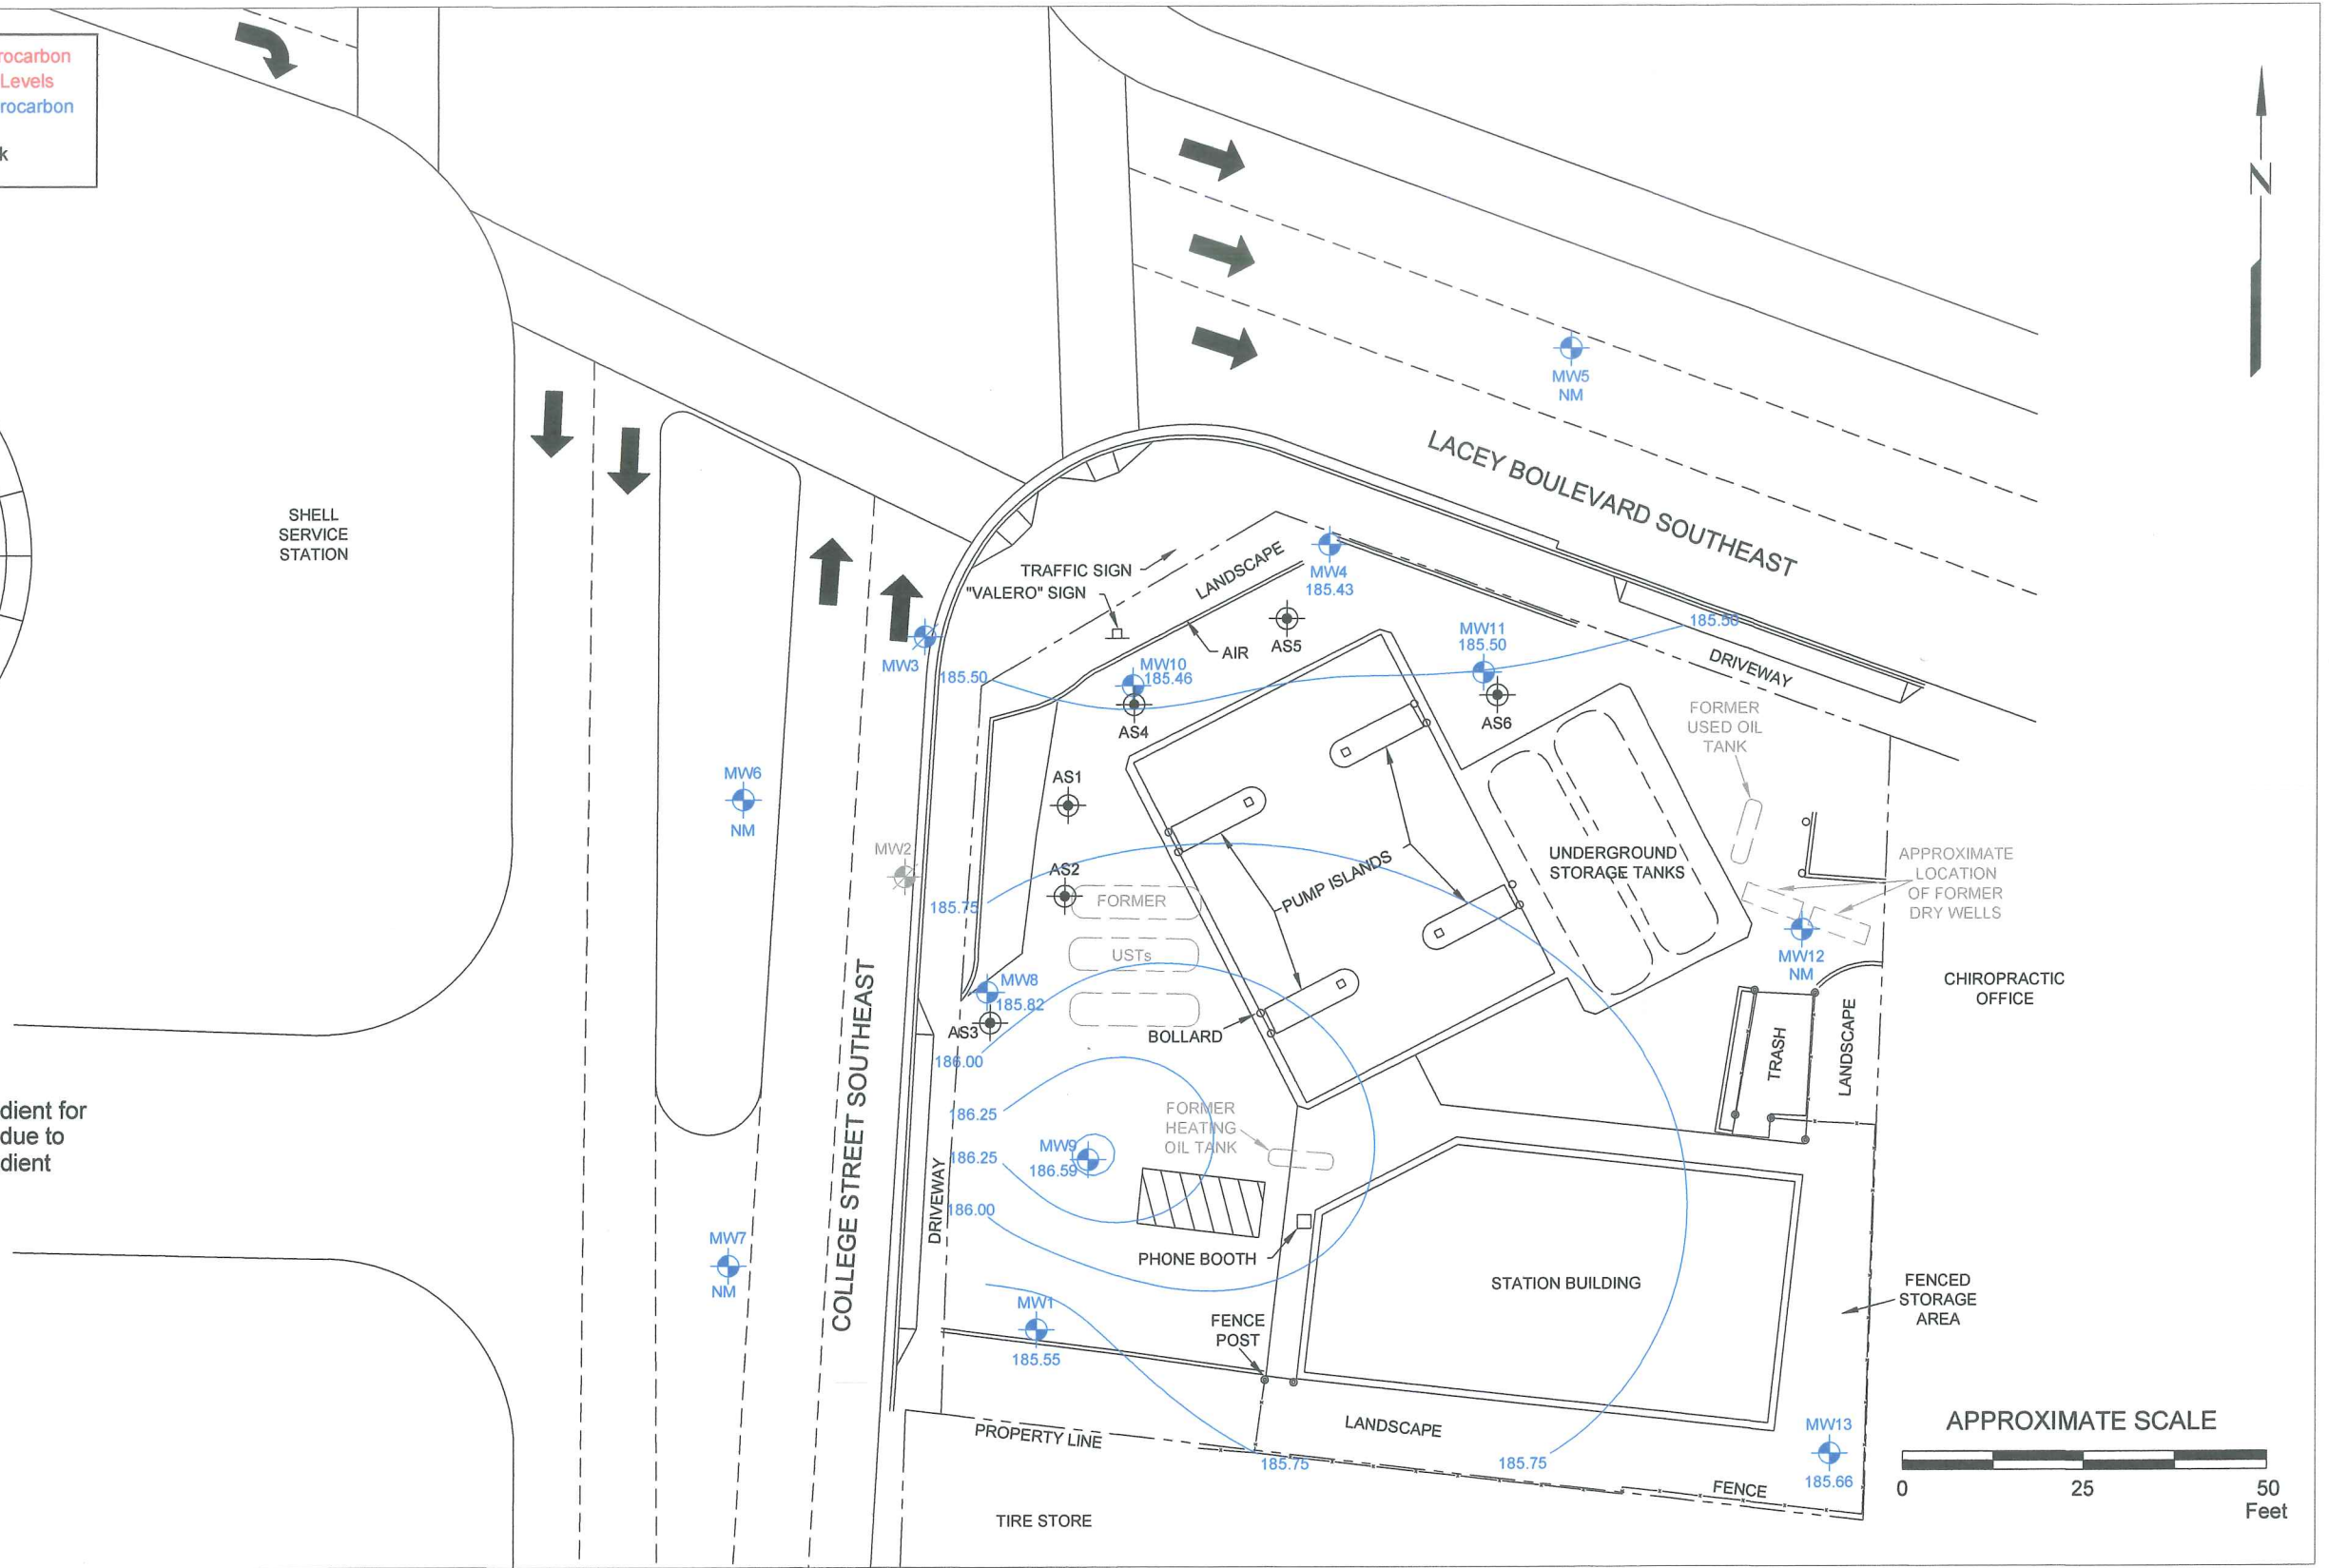 rocarbon
Levels
rocarbon
k
N
MW5
NM
LACEY BOULEVARD SOUTHEAST
SHELL
SERVICE
STATION
TRAFFIC SIGN
"VALERO" SIGN
LANDSCAPE
MW4
185.43
AS5
AIR
MW3
MW10
185.46
AS4
185.50
MW11
185.50
AS6
185.50
DRIVEWAY
FORMER
USED OIL
TANK
AS1
MW6
NM
MW2
AS2
FORMER
USTs
185.75
PUMP ISLANDS
UNDERGROUND
STORAGE TANKS
APPROXIMATE
LOCATION
OF FORMER
DRY WELLS
MW12
NM
CHIROPRACTIC
OFFICE
MW8
185.82
AS3
BOLLARD
TRASH
LANDSCAPE
186.00
186.25
FORMER
HEATING
OIL TANK
dient for
due to
dient
MW9
186.59
186.25
186.00
DRIVEWAY
COLLEGE STREET SOUTHEAST
MW7
NM
PHONE BOOTH
STATION BUILDING
FENCED
STORAGE
AREA
MW1
185.55
FENCE
POST
LANDSCAPE
PROPERTY LINE
185.75
185.75
FENCE
MW13
185.66
APPROXIMATE SCALE
0 25 50
Feet
TIRE STORE